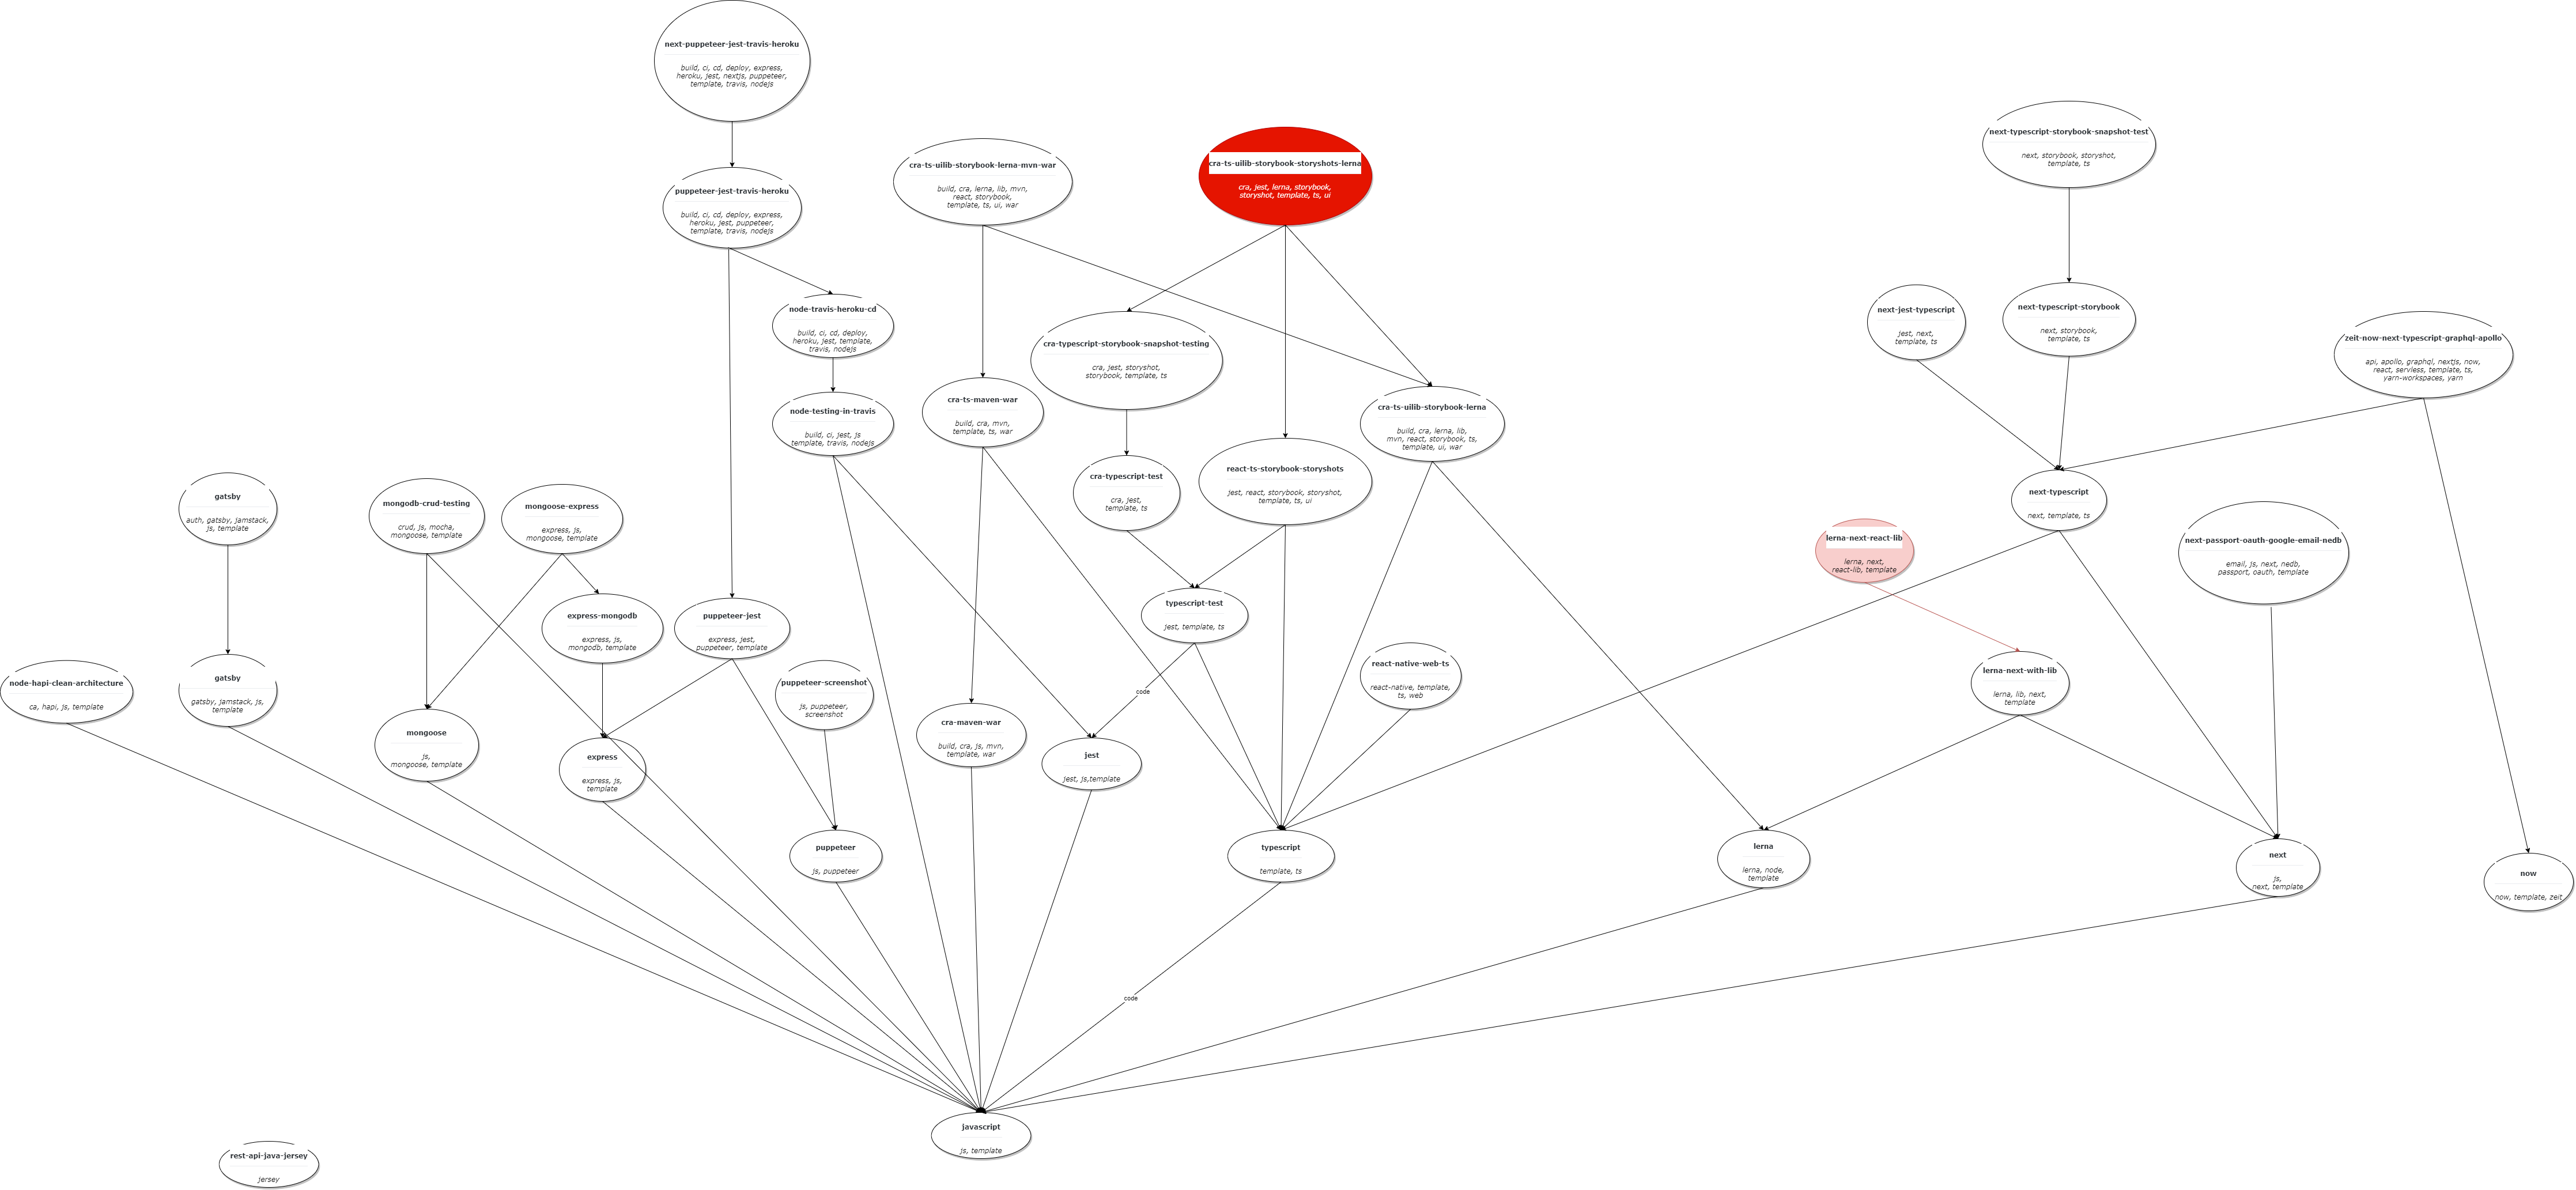 next-puppeteer-jest-travis-heroku
build, ci, cd, deploy, express,
heroku, jest, nextjs, puppeteer,
template, travis, nodejs
puppeteer-jest-travis-heroku
build, ci, cd, deploy, express,
heroku, jest, puppeteer,
template, travis, nodejs
cra-ts-uilib-storybook-lerna-mvn-war
build, cra, lerna, lib, mvn,
react, storybook,
template, ts, ui, war
cra-ts-uilib-storybook-storyshots-lerna
cra, jest, lerna, storybook,
storyshot, template, ts, ui
next-typescript-storybook-snapshot-test
next, storybook, storyshot,
template, ts
node-travis-heroku-cd
build, ci, cd, deploy,
heroku, jest, template,
travis, nodejs
cra-typescript-storybook-snapshot-testing
cra, jest, storyshot,
storybook, template, ts
next-jest-typescript
jest, next,
template, ts
next-typescript-storybook
next, storybook,
template, ts
zeit-now-next-typescript-graphql-apollo
api, apollo, graphql, nextjs, now,
react, servless, template, ts,
yarn-workspaces, yarn
node-testing-in-travis
build, ci, jest, js
template, travis, nodejs
cra-ts-maven-war
build, cra, mvn,
template, ts, war
cra-ts-uilib-storybook-lerna
build, cra, lerna, lib,
mvn, react, storybook, ts,
template, ui, war
gatsby
auth, gatsby, jamstack,
js, template
mongodb-crud-testing
crud, js, mocha,
mongoose, template
mongoose-express
express, js,
mongoose, template
cra-typescript-test
cra, jest,
template, ts
react-ts-storybook-storyshots
jest, react, storybook, storyshot,
template, ts, ui
next-typescript
next, template, ts
lerna-next-react-lib
lerna, next,
react-lib, template
next-passport-oauth-google-email-nedb
email, js, next, nedb,
passport, oauth, template
express-mongodb
express, js,
mongodb, template
puppeteer-jest
express, jest,
puppeteer, template
typescript-test
jest, template, ts
node-hapi-clean-architecture
ca, hapi, js, template
gatsby
gatsby, jamstack, js,
template
puppeteer-screenshot
js, puppeteer,
screenshot
code
react-native-web-ts
react-native, template,
ts, web
lerna-next-with-lib
lerna, lib, next,
template
mongoose
js,
mongoose, template
express
express, js,
template
cra-maven-war
build, cra, js, mvn,
template, war
jest
jest, js,template
puppeteer
js, puppeteer
typescript
template, ts
lerna
lerna, node,
template
next
js,
next, template
now
now, template, zeit
code
javascript
js, template
rest-api-java-jersey
jersey